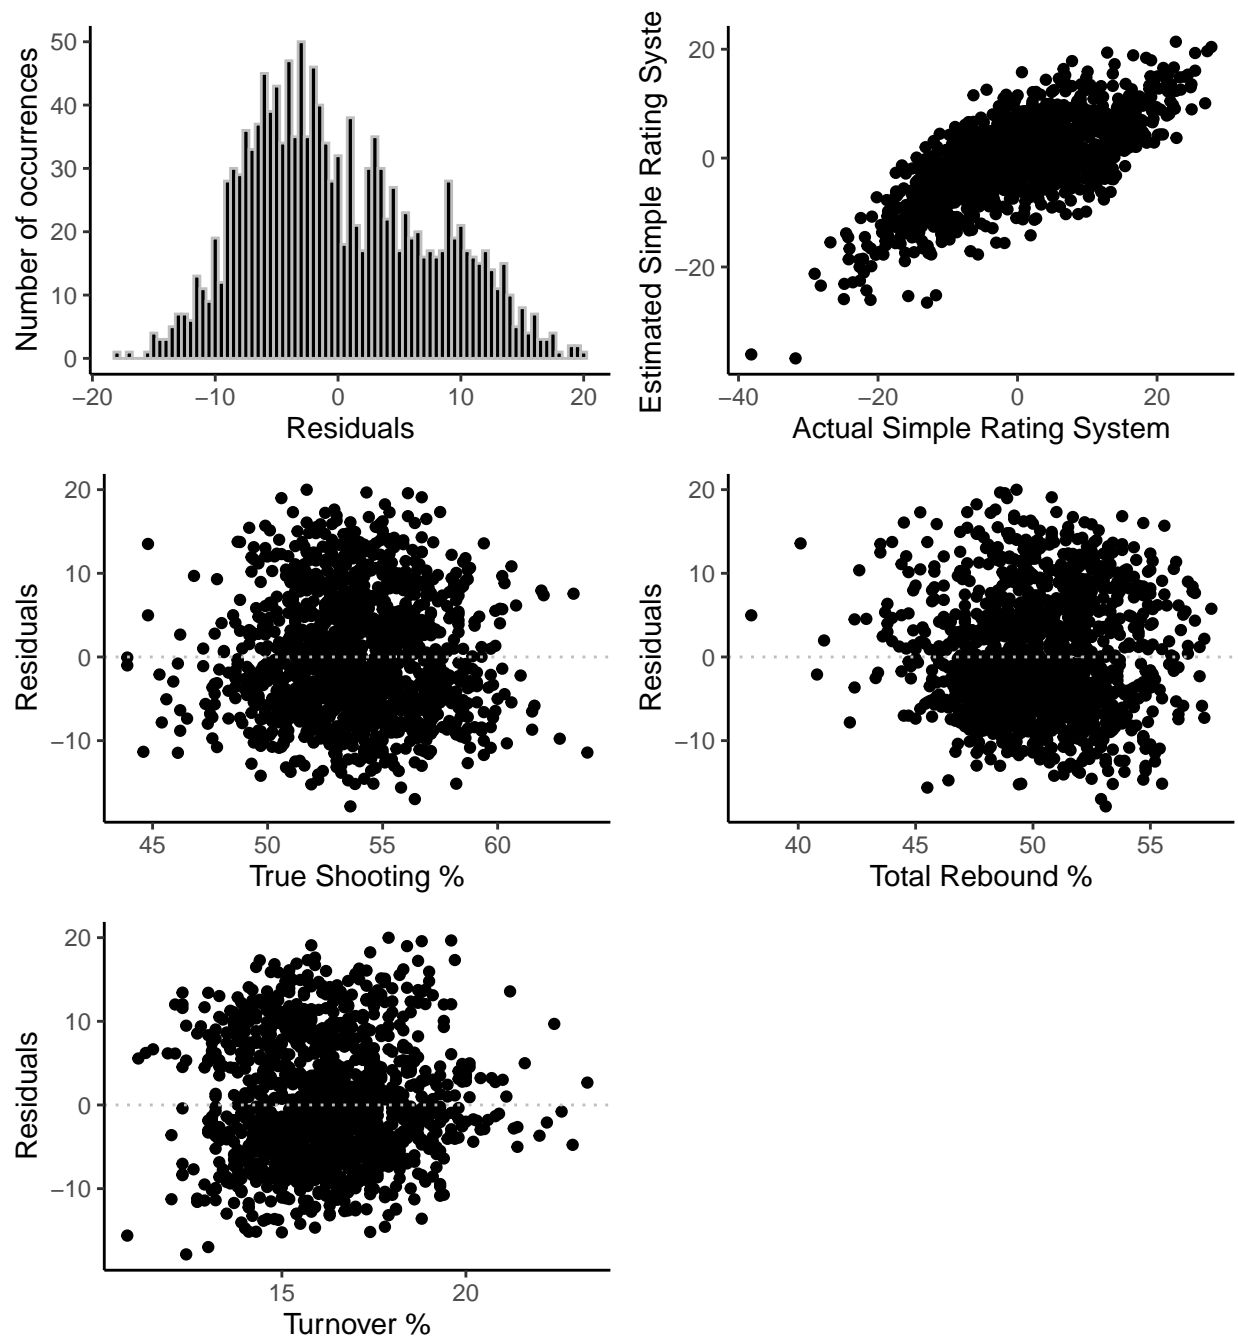 Number of occurrences
50
40
30
20
10
0
−20 −10 0 10 20
Residuals
Estimated Simple Rating Syste
20
0
−20
−40 −20 0 20
Actual Simple Rating System
Residuals
20
10
0
−10
45 50 55 60
True Shooting %
Residuals
20
10
0
−10
40 45 50 55
Total Rebound %
Residuals
20
10
0
−10
15 20
Turnover %